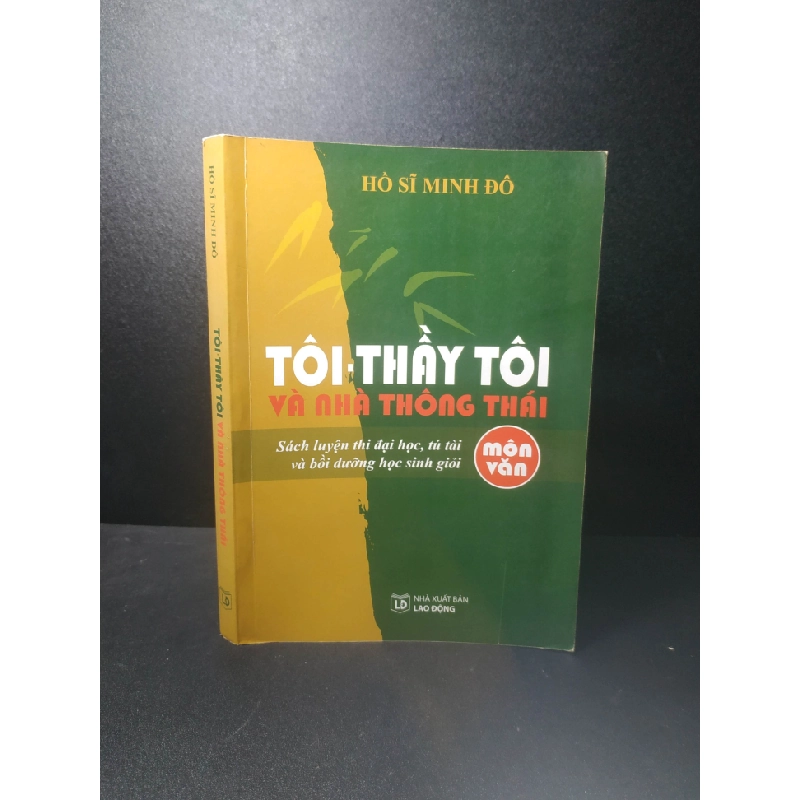 HỒ SĨ MINH ĐÔ
TÔI-THẦY TÔI
VÀ NHÀ THÔNG THÁI
Sách luyện thi đại học, tú tài
và bồi dưỡng học sinh giỏi
môn
văn
LĐ
NHÀ XUẤT BẢN
LAO ĐỘNG
HỒ SĨ MINH ĐÔ
TÔI-THẦY TÔI VÀ NHÀ THÔNG THÁI
LĐ